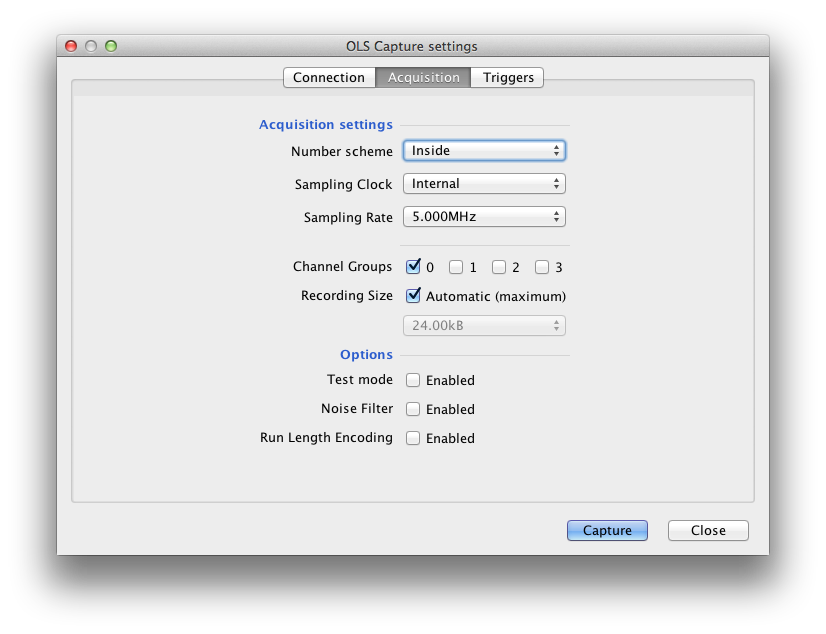 OLS Capture settings
Connection Acquisition Triggers
Acquisition settings
Number scheme Inside
Sampling Clock Internal
Sampling Rate 5.000MHz
Channel Groups 0 1 2 3
Recording Size Automatic (maximum)
24.00kB
Options
Test mode Enabled
Noise Filter Enabled
Run Length Encoding Enabled
Capture Close